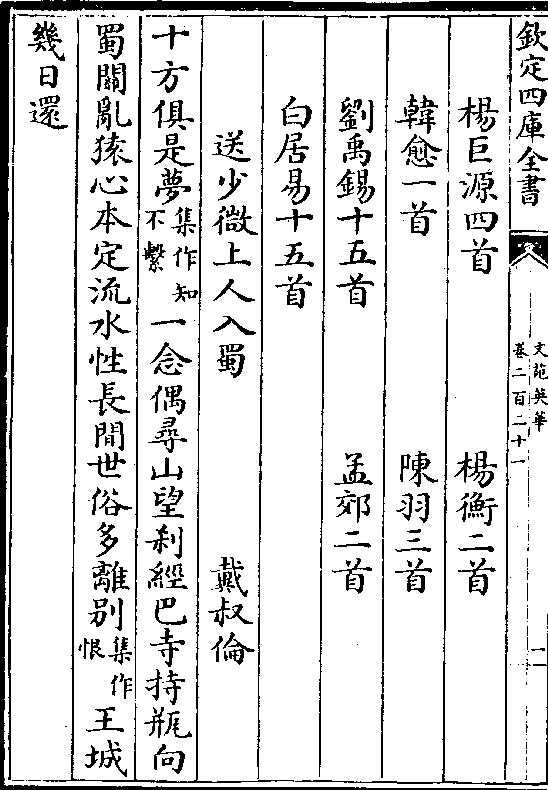 欽定四庫全書
文苑英華
卷二百二十一
二
楊巨源四首 楊衡二首
韓愈一首 陳羽三首
劉禹錫十五首 孟郊二首
白居易十五首
送少微上人入蜀 戴叔倫
十方俱是夢集作知不繫一念偶尋山望刹經巴寺持瓶向
蜀關亂猿心本定流水性長閒世俗多離别集作恨王城
幾日還